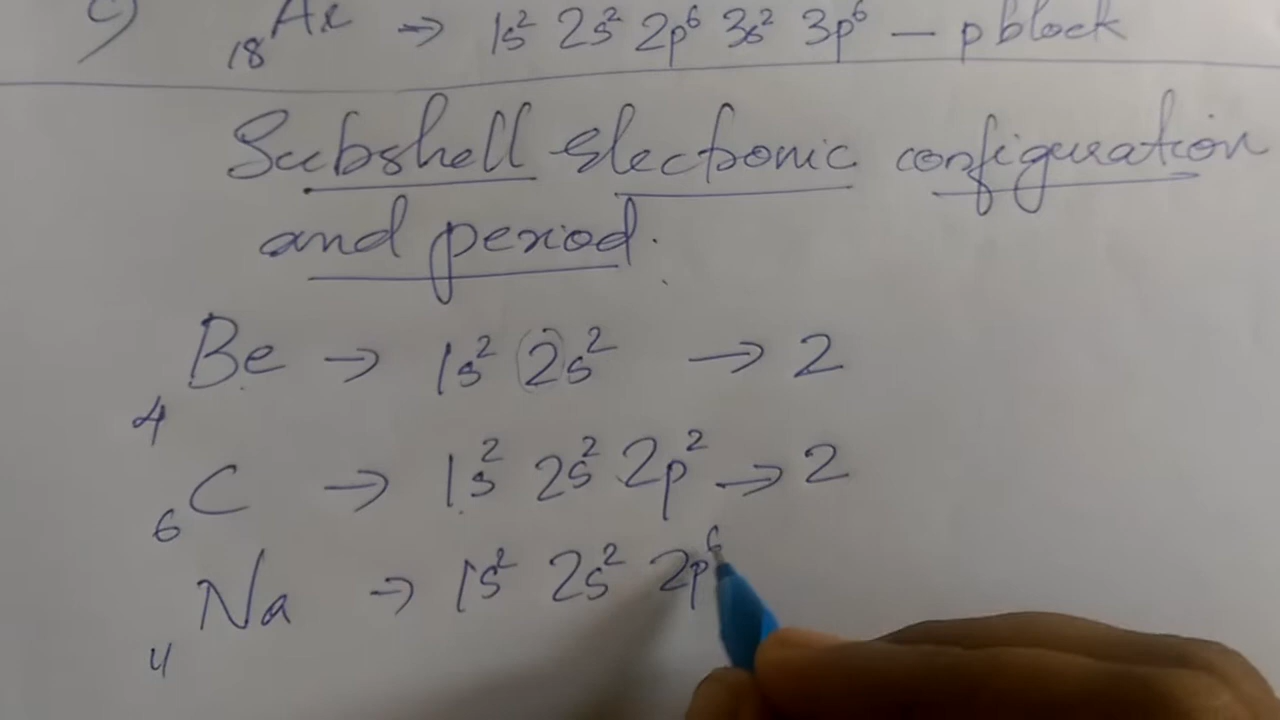 c) 18Ar → 1s² 2s² 2p⁶ 3s² 3p⁶ — p block
Subshell electronic configuration
and period.
4Be → 1s² 2s² → 2
6C → 1s² 2s² 2p² → 2
4Na → 1s² 2s² 2p⁶